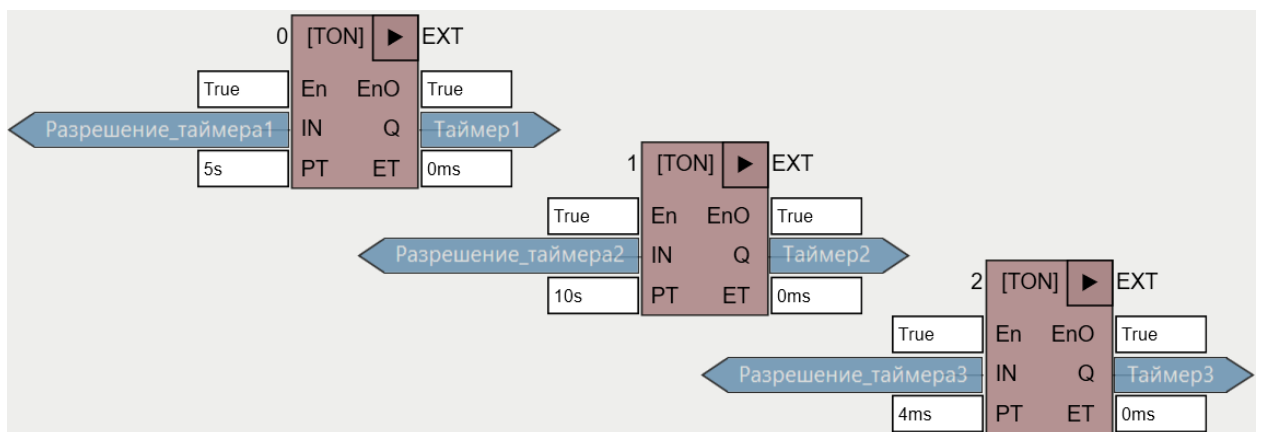 0 [TON] ▶ EXT
True En EnO True
Разрешение_таймера1 IN Q Таймер1
5s PT ET 0ms
1 [TON] ▶ EXT
True En EnO True
Разрешение_таймера2 IN Q Таймер2
10s PT ET 0ms
2 [TON] ▶ EXT
True En EnO True
Разрешение_таймера3 IN Q Таймер3
4ms PT ET 0ms